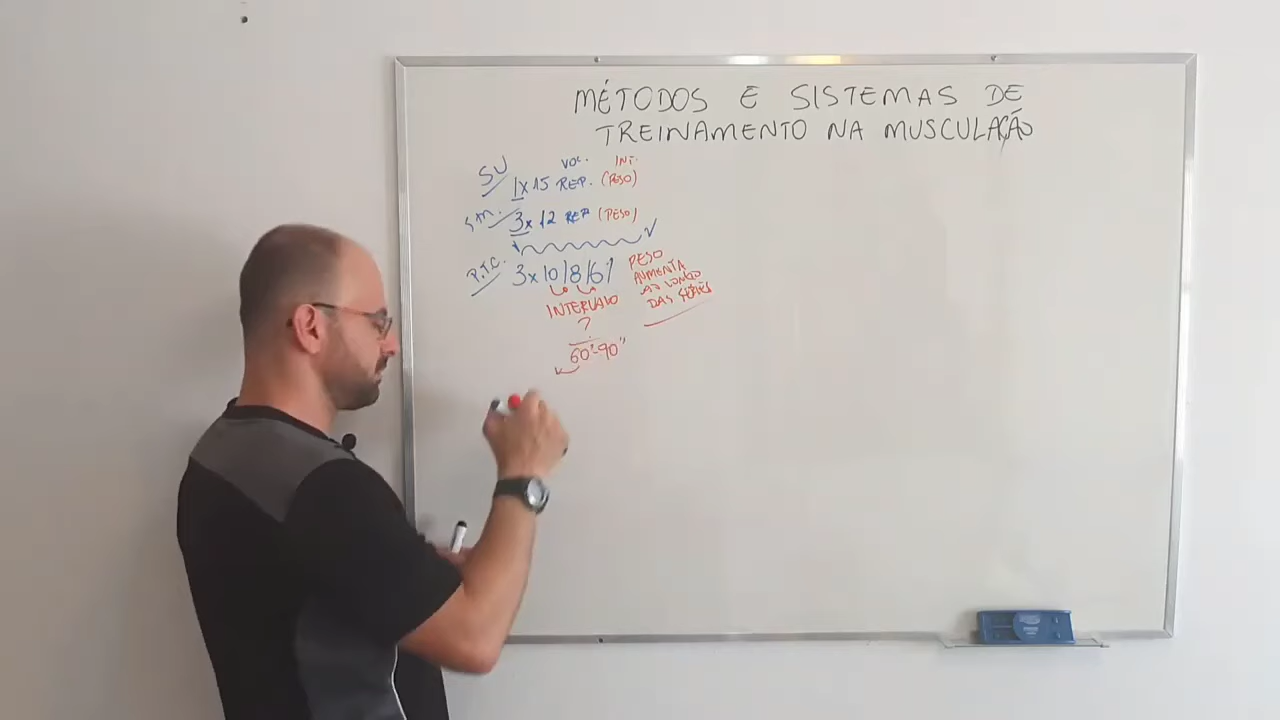 MÉTODOS E SISTEMAS DE
TREINAMENTO NA MUSCULAÇÃO
VOL. INT.
SU 1x15 REP. (PESO)
S.M. 3x12 REP (PESO)
P.T.C. 3x10/8/6
PESO
AUMENTA
AO LONGO
DAS SÉRIES
INTERVALO
?
60"-90"